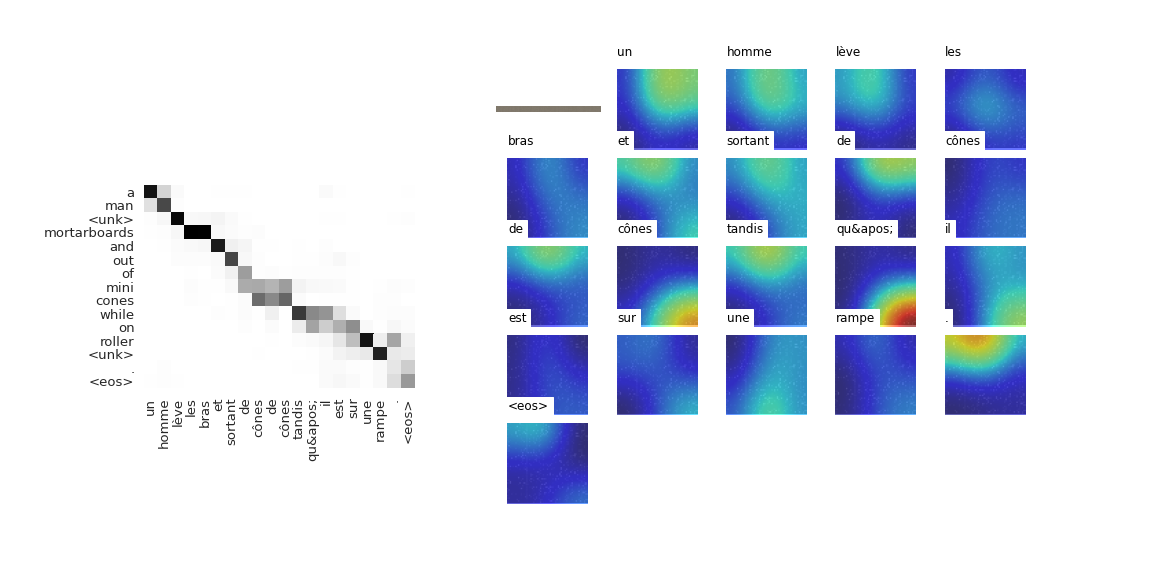 a
man
<unk>
mortarboards
and
out
of
mini
cones
while
on
roller
<unk>
.
<eos>
un
homme
lève
les
bras
et
sortant
de
cônes
de
cônes
tandis
qu&apos;
il
est
sur
une
rampe
.
<eos>
un homme lève les
bras et sortant de cônes
de cônes tandis qu&apos; il
est sur une rampe .
<eos>